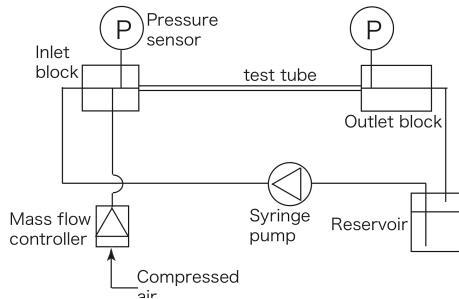 P
Pressure
sensor
P
Inlet
block
test tube
Outlet block
Mass flow
controller
Syringe
pump
Reservoir
Compressed
air